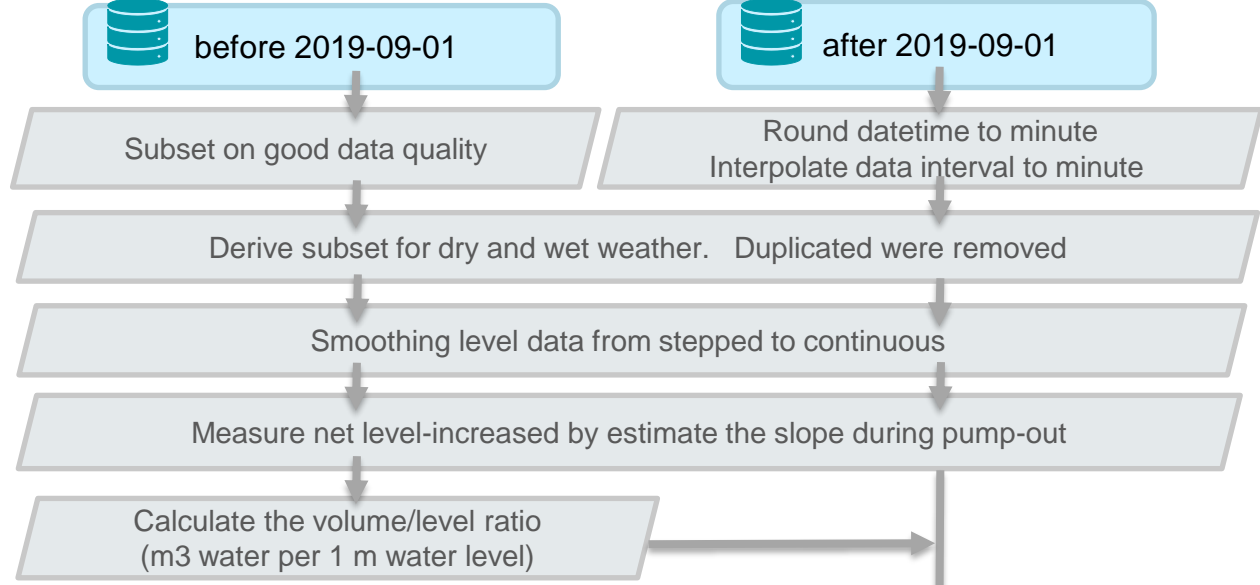 before 2019-09-01
after 2019-09-01
Subset on good data quality
Round datetime to minute
Interpolate data interval to minute
Derive subset for dry and wet weather.   Duplicated were removed
Smoothing level data from stepped to continuous
Measure net level-increased by estimate the slope during pump-out
Calculate the volume/level ratio
(m3 water per 1 m water level)